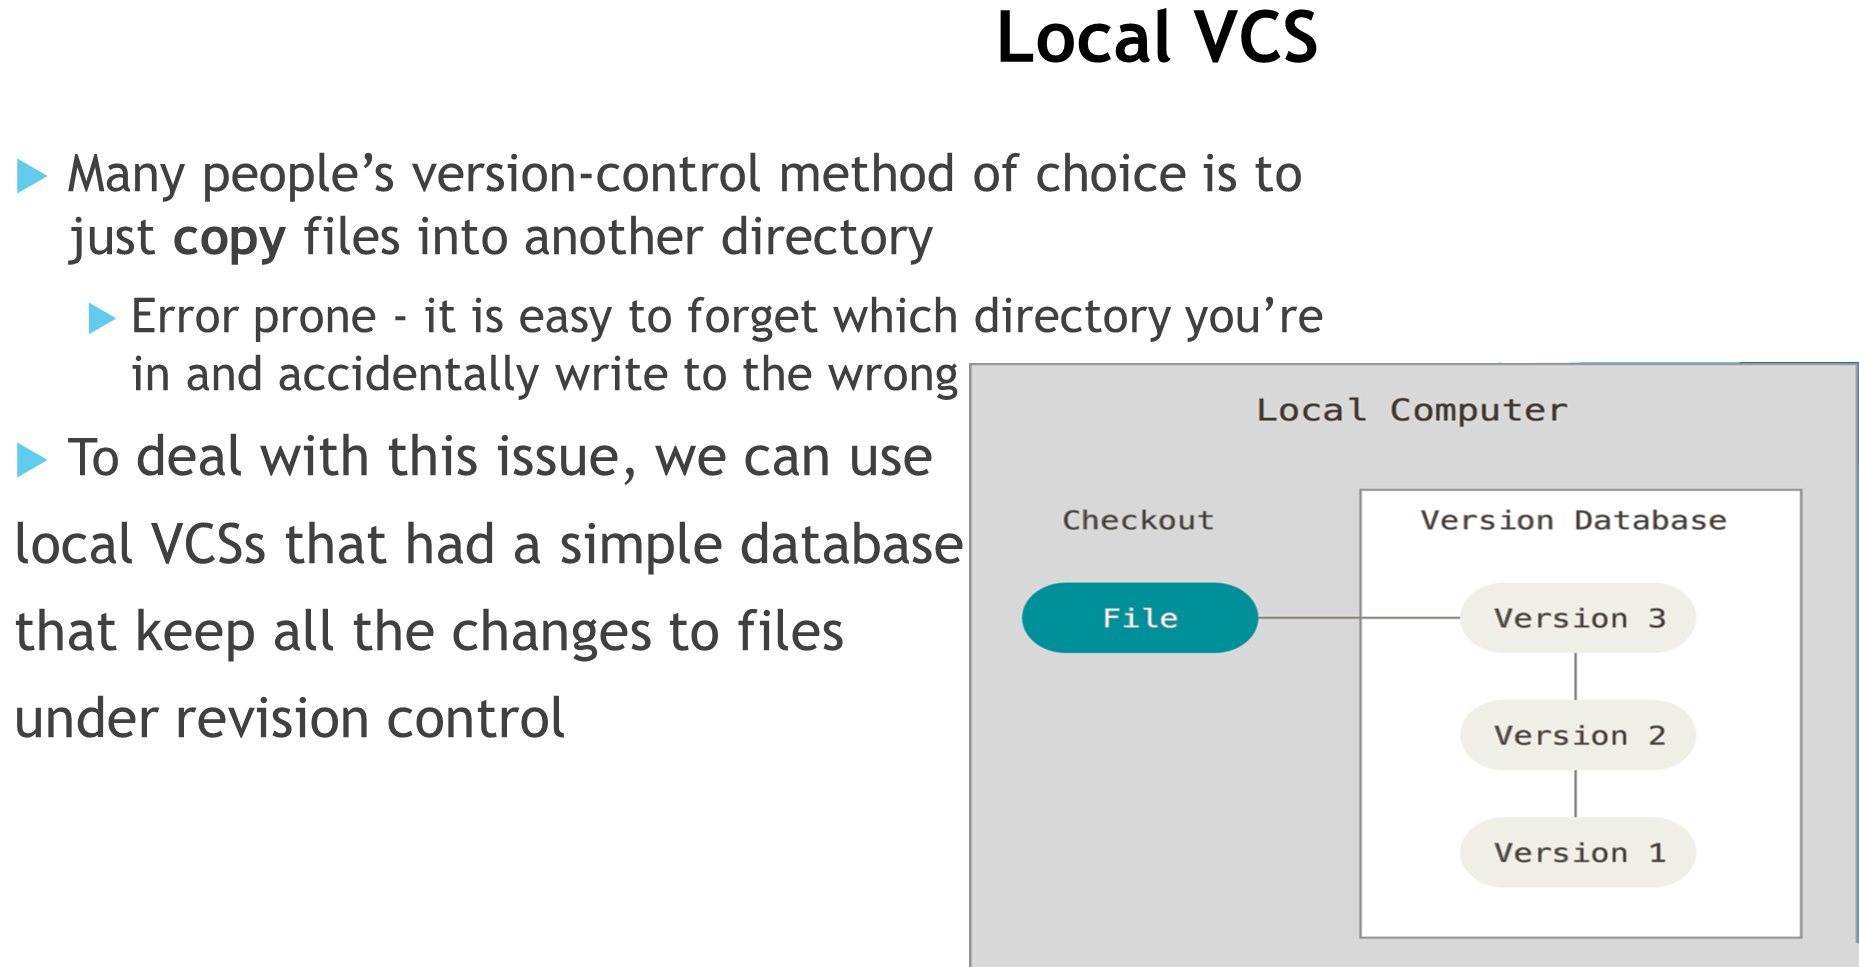 Local VCS
Many people’s version-control method of choice is to
just copy files into another directory
Error prone - it is easy to forget which directory you’re
in and accidentally write to the wrong
To deal with this issue, we can use
local VCSs that had a simple database
that keep all the changes to files
under revision control
Local Computer
Checkout
Version Database
File
Version 3
Version 2
Version 1